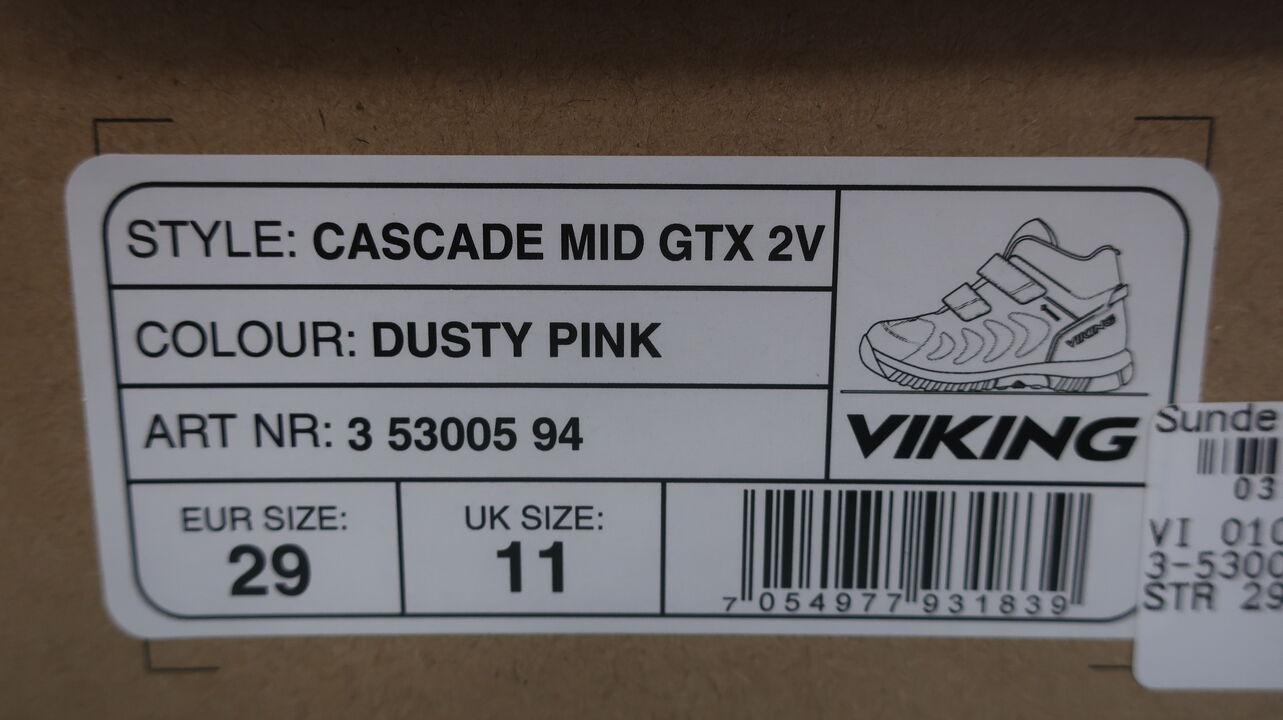 STYLE: CASCADE MID GTX 2V
COLOUR: DUSTY PINK
ART NR: 3 53005 94
VIKING
VIKING
EUR SIZE:
29
UK SIZE:
11
7 054977 931839
Sunde
03
VI 010
3-5300
STR 29